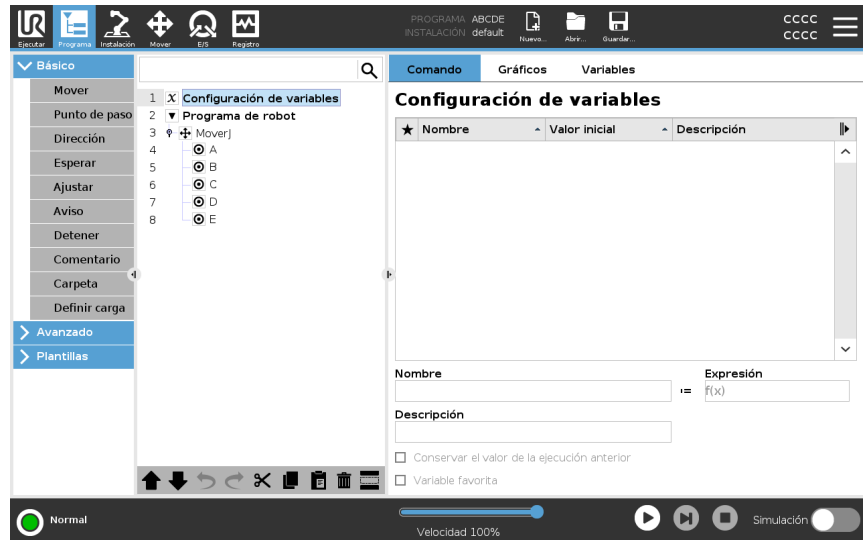 UR
PROGRAMA ABCDE
INSTALACIÓN default
Nuevo... Abrir... Guardar...
CCCC
CCCC
Ejecutar Programa Instalación Mover E/S Registro
Básico
Mover
Punto de paso
Dirección
Esperar
Ajustar
Aviso
Detener
Comentario
Carpeta
Definir carga
Avanzado
Plantillas
1 X Configuración de variables
2 Programa de robot
3 MoverJ
4 A
5 B
6 C
7 D
8 E
Comando Gráficos Variables
Configuración de variables
Nombre Valor inicial Descripción
Nombre Expresión
:= f(x)
Descripción
Conservar el valor de la ejecución anterior
Variable favorita
Normal
Velocidad 100%
Simulación